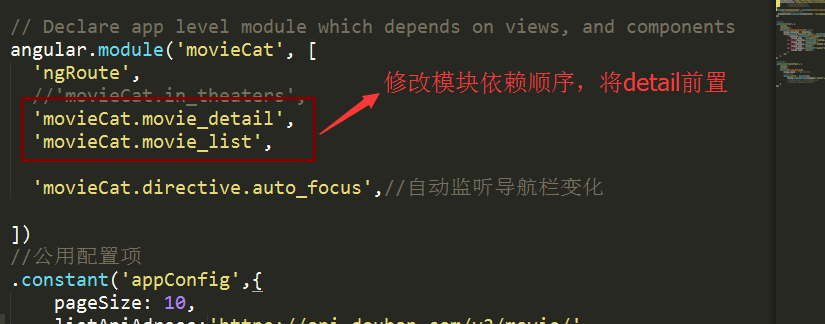 // Declare app level module which depends on views, and components
angular.module('movieCat', [
'ngRoute',
//'movieCat.in_theaters',
修改模块依赖顺序，将detail前置
'movieCat.movie_detail',
'movieCat.movie_list',
'movieCat.directive.auto_focus',//自动监听导航栏变化
])
//公用配置项
.constant('appConfig',{
pageSize: 10,
listApiAdress:'https://api.douban.com/v2/movie/'